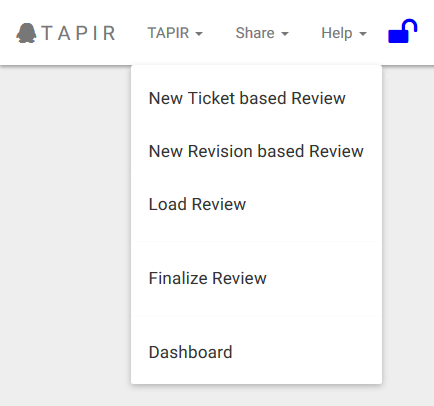 TAPIR TAPIR Share Help
New Ticket based Review
New Revision based Review
Load Review
Finalize Review
Dashboard